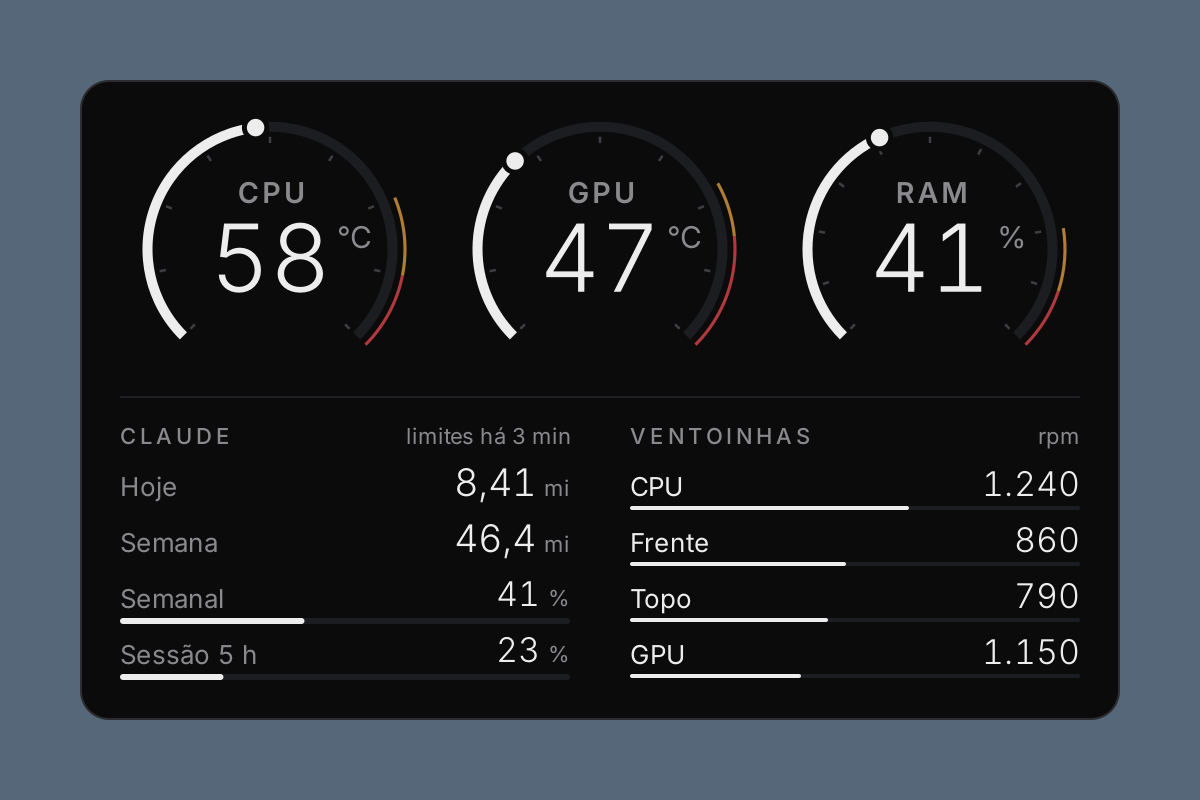 CPU
58 °C
GPU
47 °C
RAM
41 %
CLAUDE limites há 3 min
Hoje 8,41 mi
Semana 46,4 mi
Semanal 41 %
Sessão 5 h 23 %
VENTOINHAS rpm
CPU 1.240
Frente 860
Topo 790
GPU 1.150